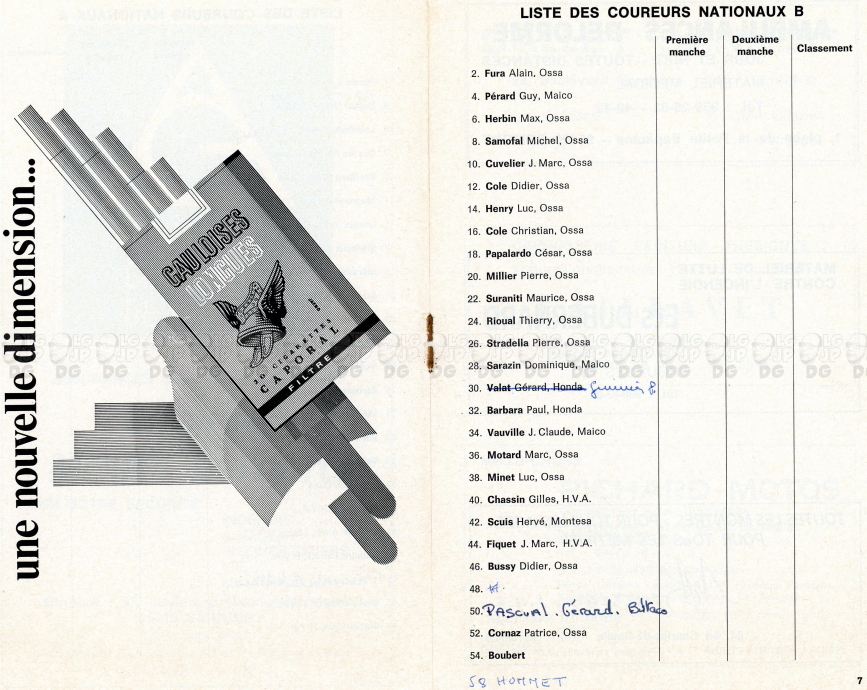 une nouvelle dimension...
GAULOISES
LONGUES
20 CIGARETTES
CAPORAL
FILTRE
LISTE DES COUREURS NATIONAUX B
Première manche
Deuxième manche
Classement
2. Fura Alain, Ossa
4. Pérard Guy, Maico
6. Herbin Max, Ossa
8. Samofal Michel, Ossa
10. Cuvelier J. Marc, Ossa
12. Cole Didier, Ossa
14. Henry Luc, Ossa
16. Cole Christian, Ossa
18. Papalardo César, Ossa
20. Millier Pierre, Ossa
22. Suraniti Maurice, Ossa
24. Rioual Thierry, Ossa
26. Stradella Pierre, Ossa
28. Sarazin Dominique, Maico
30. Valat Gérard, Honda
32. Barbara Paul, Honda
34. Vauville J. Claude, Maico
36. Motard Marc, Ossa
38. Minet Luc, Ossa
40. Chassin Gilles, H.V.A.
42. Scuis Hervé, Montesa
44. Fiquet J. Marc, H.V.A.
46. Bussy Didier, Ossa
48.
50. PASCUAL. Gérard. Bultaco
52. Cornaz Patrice, Ossa
54. Boubert
58 HOMMET
7